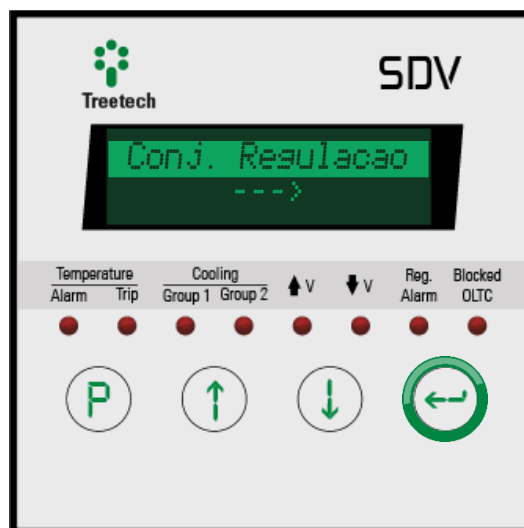 SDV
Treetech
Conj. Regulacao
--->
Temperature
Alarm Trip
Cooling
Group 1 Group 2
V
V
Reg.
Alarm
Blocked
OLTC
P